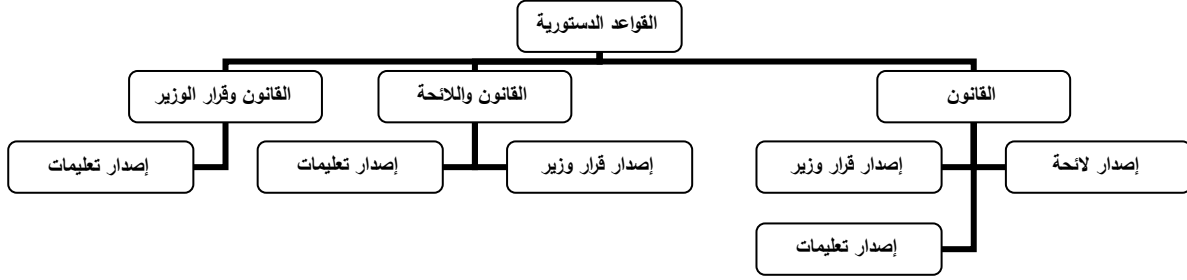 القواعد الدستورية
القانون
القانون واللائحة
القانون وقرار الوزير
إصدار لائحة
إصدار قرار وزير
إصدار قرار وزير
إصدار تعليمات
إصدار تعليمات
إصدار تعليمات